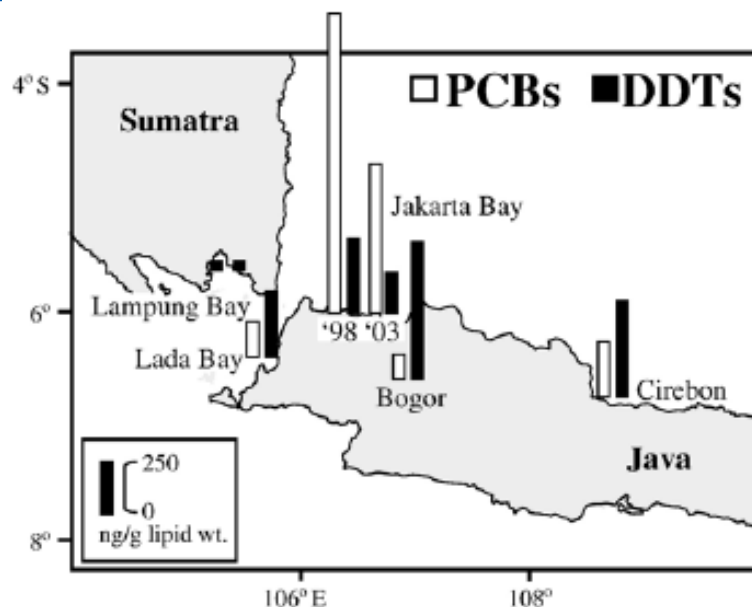 4° S
PCBs DDTs
Sumatra
Jakarta Bay
Lampung Bay
6°
'98 '03
Lada Bay
Bogor
Cirebon
Java
250
0
ng/g lipid wt.
8°
106° E 108°